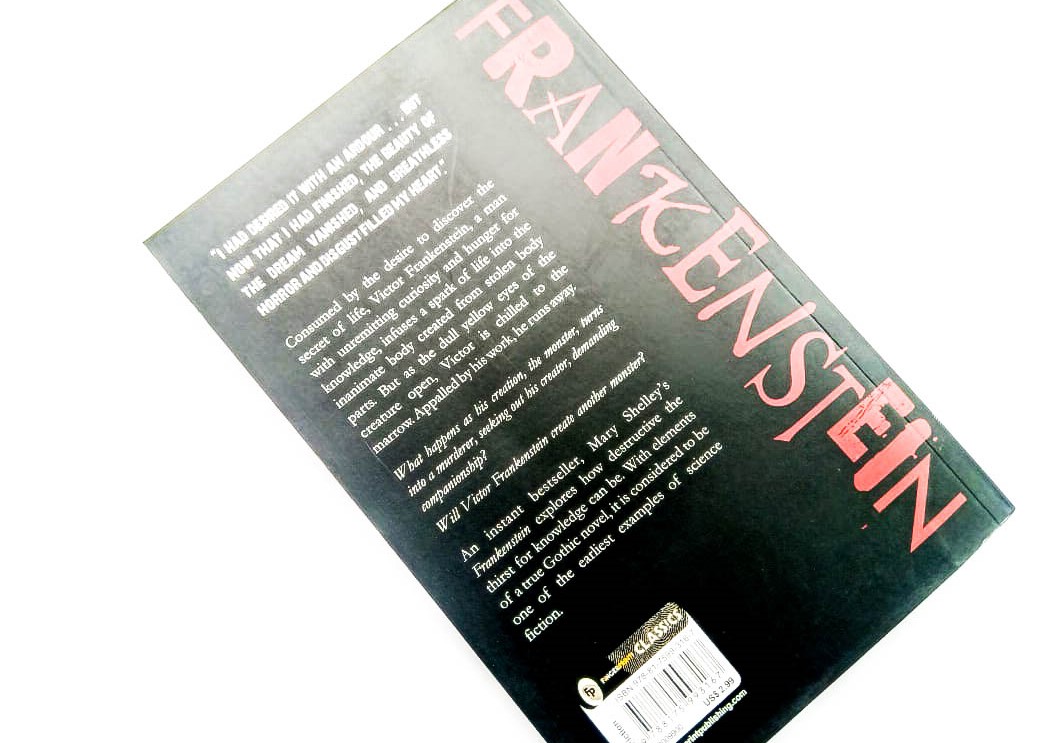 FRANKENSTEIN
"I HAD DESIRED IT WITH AN ARDOUR . . . BUT
NOW THAT I HAD FINISHED, THE BEAUTY OF
THE DREAM VANISHED, AND BREATHLESS
HORROR AND DISGUST FILLED MY HEART."
Consumed by the desire to discover the
secret of life, Victor Frankenstein, a man
with unremitting curiosity and hunger for
knowledge, infuses a spark of life into the
inanimate body created from stolen body
parts. But as the dull yellow eyes of the
creature open, Victor is chilled to the
marrow. Appalled by his work, he runs away.
What happens as his creation, the monster, turns
into a murderer, seeking out his creator, demanding
companionship?
Will Victor Frankenstein create another monster?
An instant bestseller, Mary Shelley's
Frankenstein explores how destructive the
thirst for knowledge can be. With elements
of a true Gothic novel, it is considered to be
one of the earliest examples of science
fiction.
FINGERPRINT! CLASSICS
FP
ISBN
US$ 2.99
Fiction
printpublishing.com